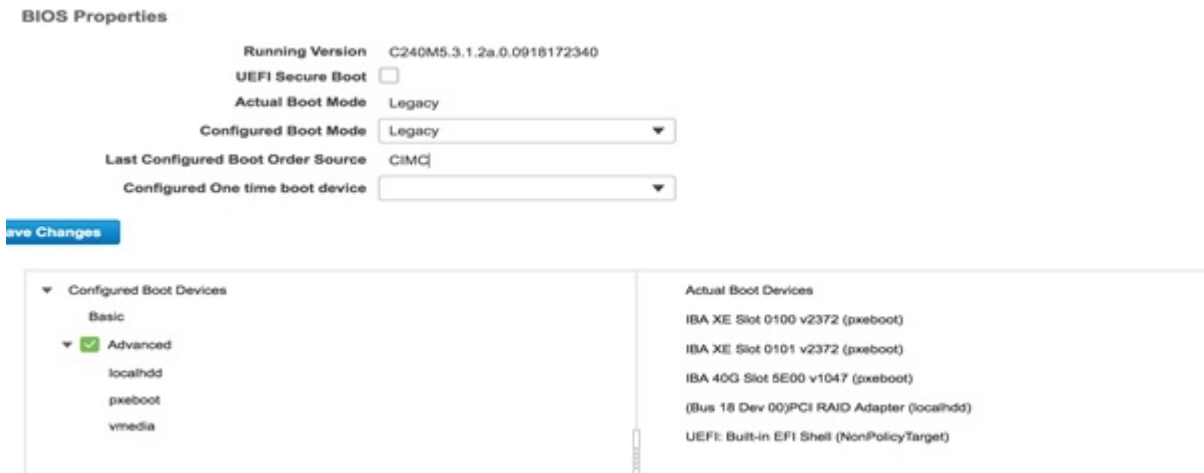 BIOS Properties
Running Version C240M5.3.1.2a.0.0918172340
UEFI Secure Boot
Actual Boot Mode Legacy
Configured Boot Mode Legacy
Last Configured Boot Order Source CIMC
Configured One time boot device
ave Changes
Configured Boot Devices
Basic
Advanced
localhdd
pxeboot
vmedia
Actual Boot Devices
IBA XE Slot 0100 v2372 (pxeboot)
IBA XE Slot 0101 v2372 (pxeboot)
IBA 40G Slot 5E00 v1047 (pxeboot)
(Bus 18 Dev 00)PCI RAID Adapter (localhdd)
UEFI: Built-in EFI Shell (NonPolicyTarget)